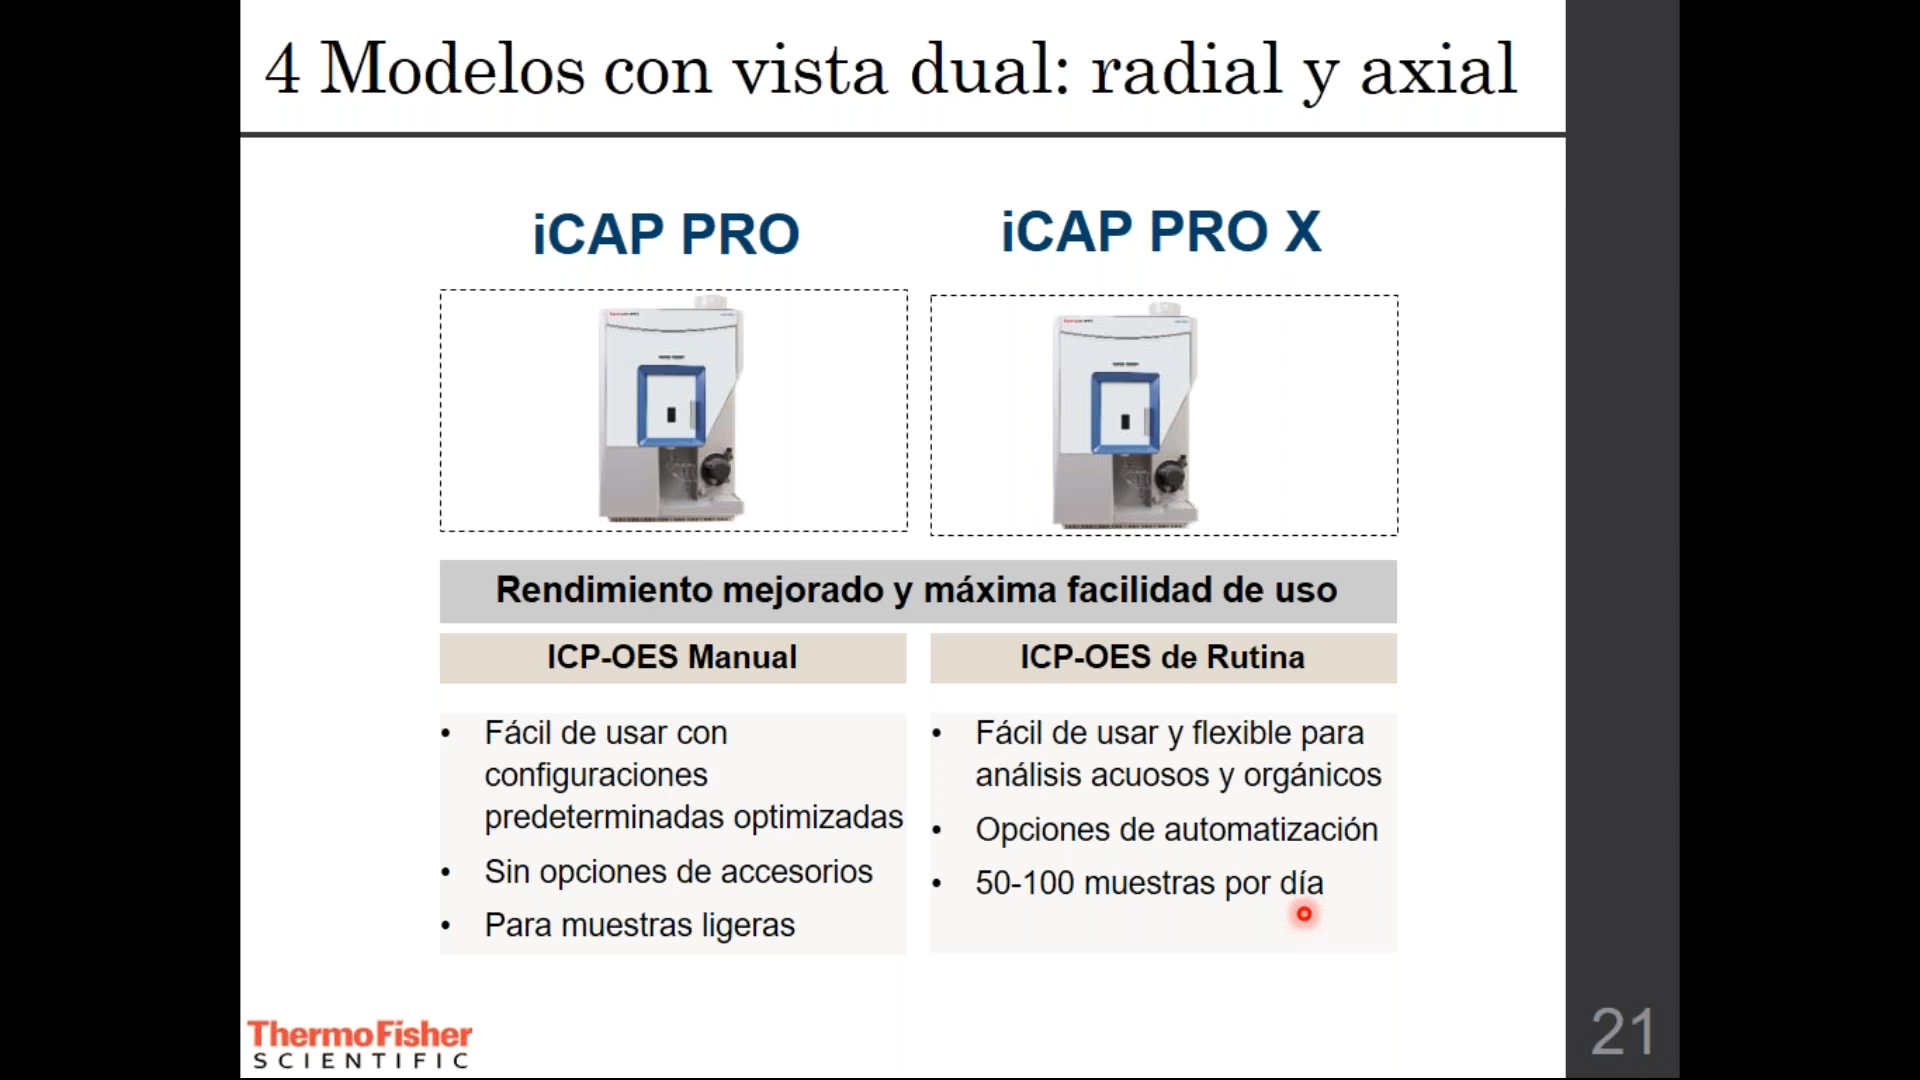 4 Modelos con vista dual: radial y axial
iCAP PRO
iCAP PRO X
Rendimiento mejorado y máxima facilidad de uso
ICP-OES Manual
• Fácil de usar con
configuraciones
predeterminadas optimizadas
• Sin opciones de accesorios
• Para muestras ligeras
ICP-OES de Rutina
• Fácil de usar y flexible para
análisis acuosos y orgánicos
• Opciones de automatización
• 50-100 muestras por día
ThermoFisher
SCIENTIFIC
21